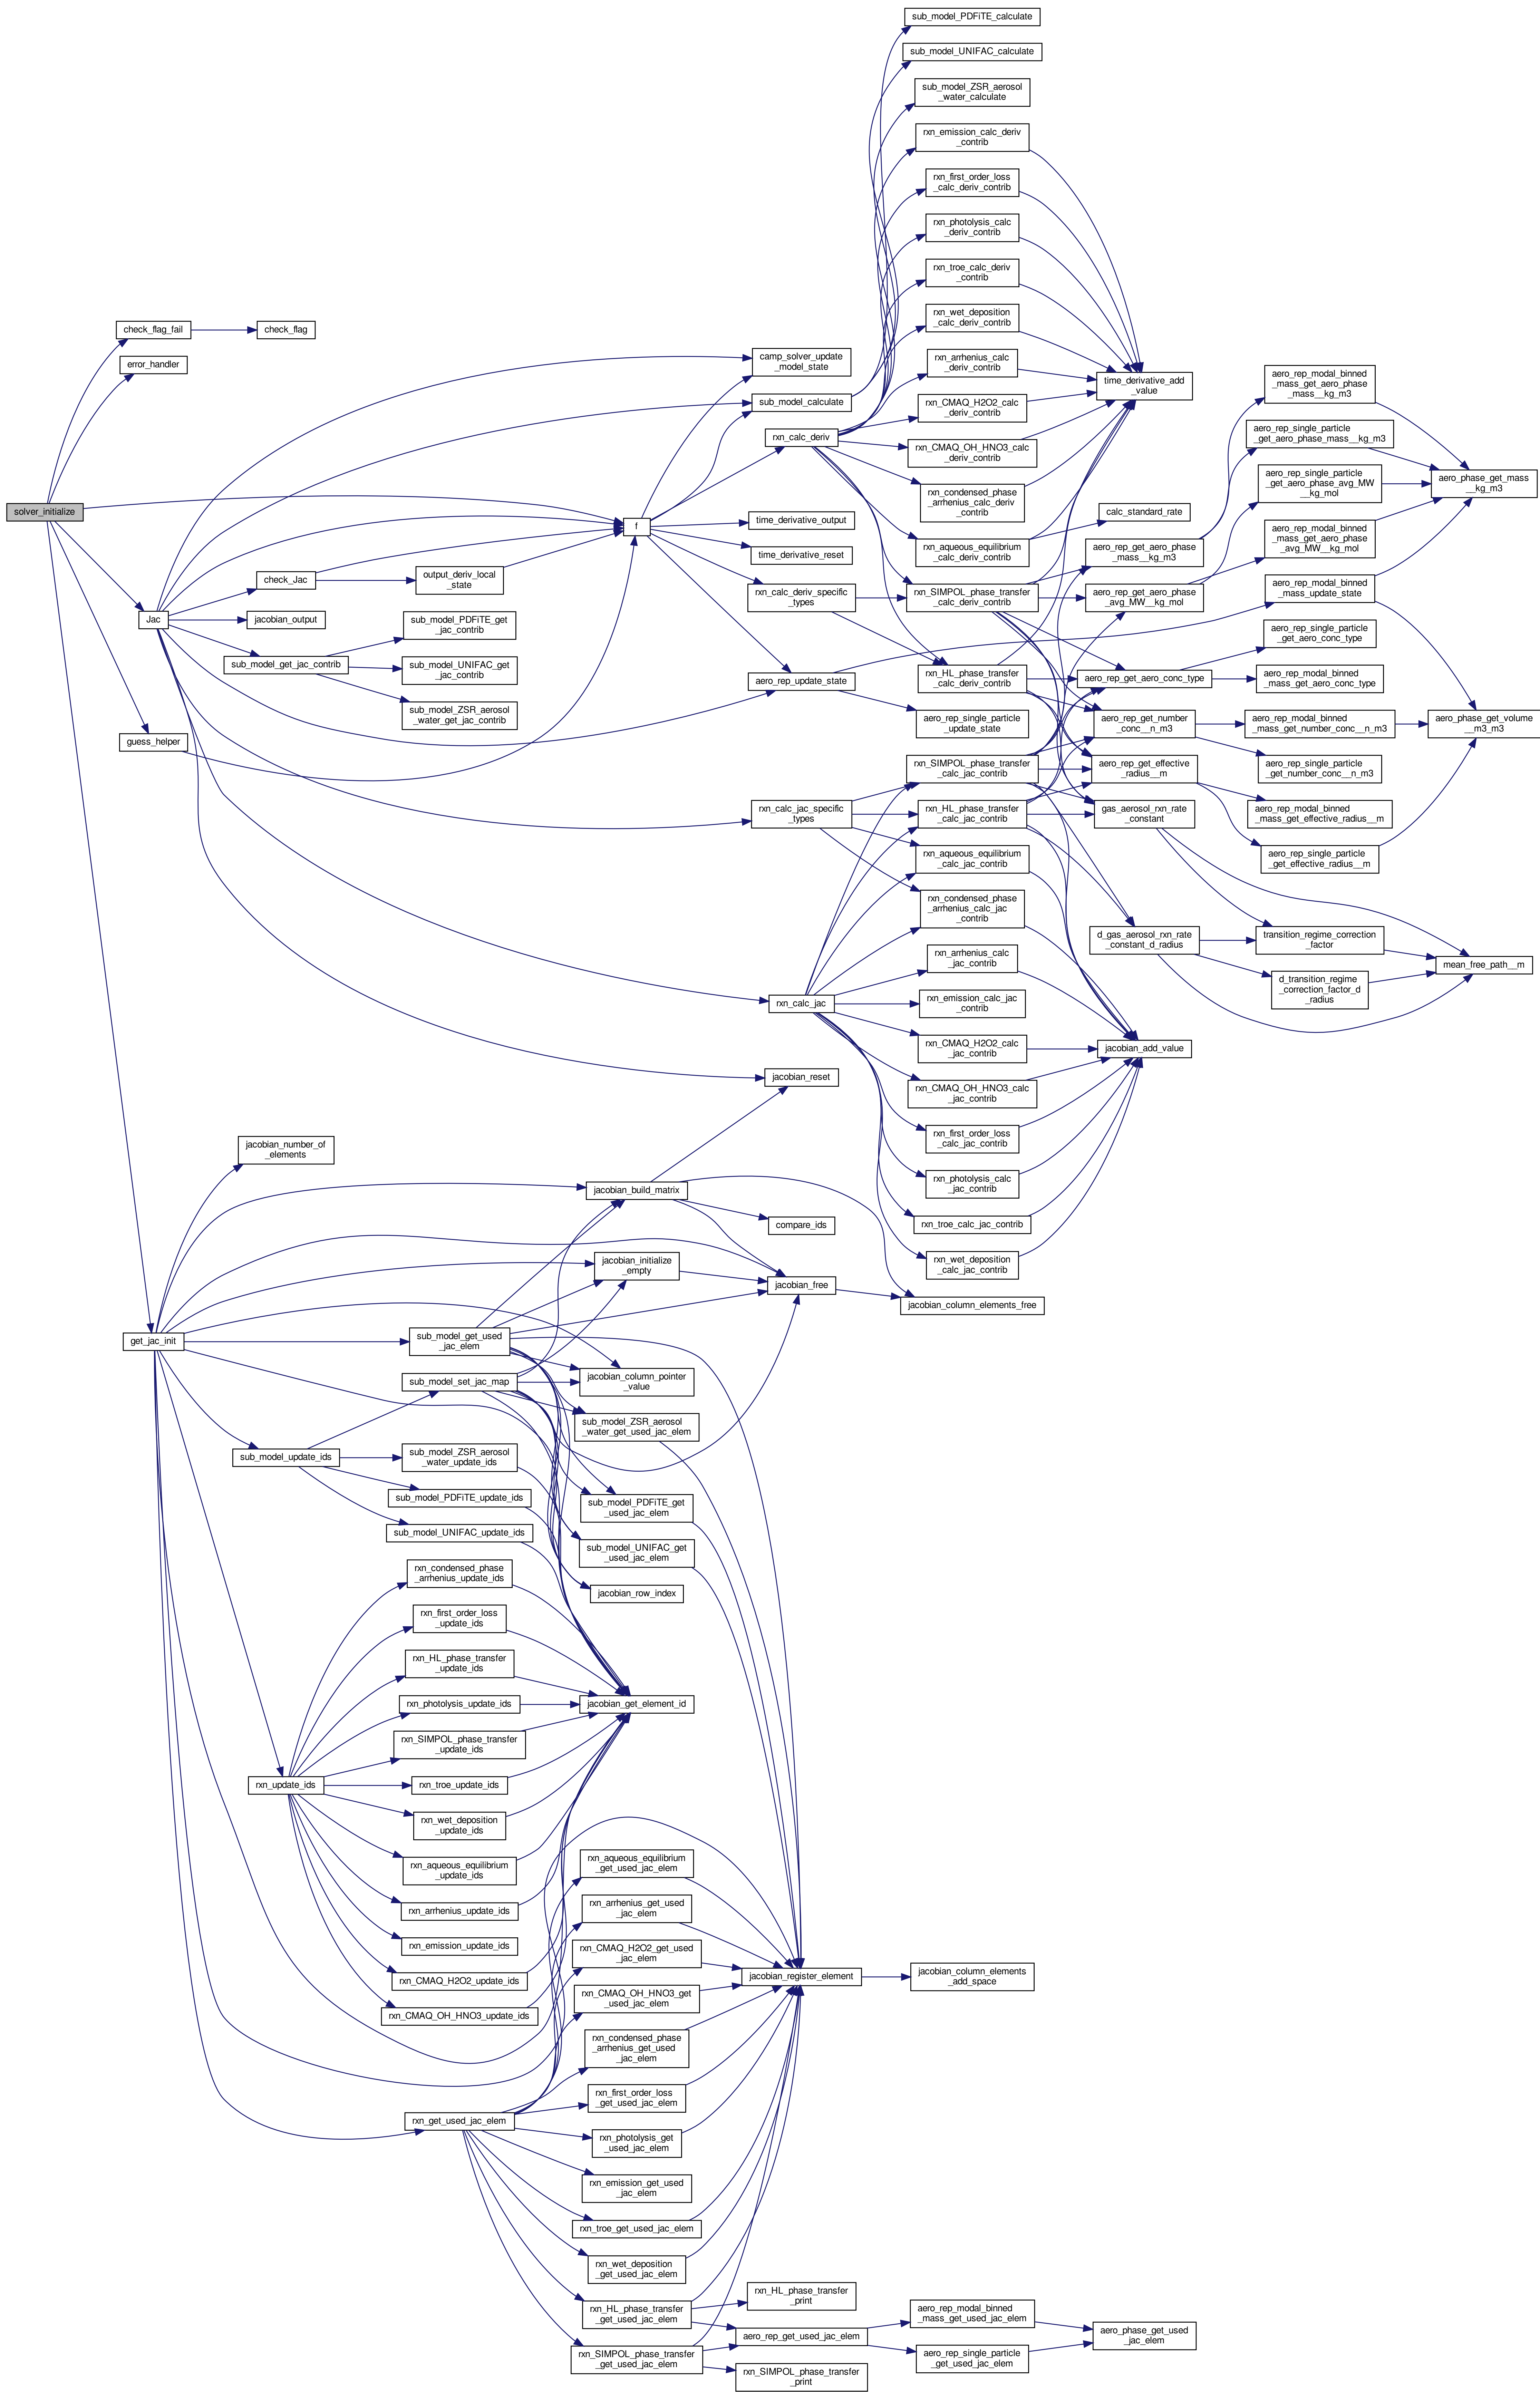 solver_initialize
check_flag_fail
check_flag
error_handler
Jac
check_Jac
output_deriv_local
_state
jacobian_output
sub_model_get_jac_contrib
sub_model_PDFiTE_get
_jac_contrib
sub_model_UNIFAC_get
_jac_contrib
sub_model_ZSR_aerosol
_water_get_jac_contrib
guess_helper
f
camp_solver_update
_model_state
sub_model_calculate
rxn_calc_deriv
time_derivative_output
time_derivative_reset
rxn_calc_deriv_specific
_types
aero_rep_update_state
rxn_calc_jac_specific
_types
rxn_calc_jac
jacobian_reset
sub_model_PDFiTE_calculate
sub_model_UNIFAC_calculate
sub_model_ZSR_aerosol
_water_calculate
rxn_emission_calc_deriv
_contrib
rxn_first_order_loss
_calc_deriv_contrib
rxn_photolysis_calc
_deriv_contrib
rxn_troe_calc_deriv
_contrib
rxn_wet_deposition
_calc_deriv_contrib
rxn_arrhenius_calc
_deriv_contrib
rxn_CMAQ_H2O2_calc
_deriv_contrib
rxn_CMAQ_OH_HNO3_calc
_deriv_contrib
rxn_condensed_phase
_arrhenius_calc_deriv
_contrib
rxn_aqueous_equilibrium
_calc_deriv_contrib
rxn_SIMPOL_phase_transfer
_calc_deriv_contrib
rxn_HL_phase_transfer
_calc_deriv_contrib
aero_rep_single_particle
_update_state
rxn_SIMPOL_phase_transfer
_calc_jac_contrib
rxn_HL_phase_transfer
_calc_jac_contrib
rxn_aqueous_equilibrium
_calc_jac_contrib
rxn_condensed_phase
_arrhenius_calc_jac
_contrib
rxn_arrhenius_calc
_jac_contrib
rxn_emission_calc_jac
_contrib
rxn_CMAQ_H2O2_calc
_jac_contrib
rxn_CMAQ_OH_HNO3_calc
_jac_contrib
rxn_first_order_loss
_calc_jac_contrib
rxn_photolysis_calc
_jac_contrib
rxn_troe_calc_jac_contrib
rxn_wet_deposition
_calc_jac_contrib
time_derivative_add
_value
calc_standard_rate
aero_rep_get_aero_phase
_mass__kg_m3
aero_rep_get_aero_phase
_avg_MW__kg_mol
aero_rep_get_aero_conc_type
aero_rep_get_number
_conc__n_m3
aero_rep_get_effective
_radius__m
gas_aerosol_rxn_rate
_constant
d_gas_aerosol_rxn_rate
_constant_d_radius
jacobian_add_value
aero_rep_modal_binned
_mass_get_aero_phase
_mass__kg_m3
aero_rep_single_particle
_get_aero_phase_mass__kg_m3
aero_rep_single_particle
_get_aero_phase_avg_MW
__kg_mol
aero_rep_modal_binned
_mass_get_aero_phase
_avg_MW__kg_mol
aero_rep_modal_binned
_mass_update_state
aero_rep_single_particle
_get_aero_conc_type
aero_rep_modal_binned
_mass_get_aero_conc_type
aero_rep_modal_binned
_mass_get_number_conc__n_m3
aero_rep_single_particle
_get_number_conc__n_m3
aero_rep_modal_binned
_mass_get_effective_radius__m
aero_rep_single_particle
_get_effective_radius__m
transition_regime_correction
_factor
d_transition_regime
_correction_factor_d
_radius
aero_phase_get_mass
__kg_m3
aero_phase_get_volume
__m3_m3
mean_free_path__m
get_jac_init
jacobian_number_of
_elements
jacobian_build_matrix
compare_ids
jacobian_initialize
_empty
jacobian_free
jacobian_column_elements_free
sub_model_get_used
_jac_elem
sub_model_set_jac_map
jacobian_column_pointer
_value
sub_model_ZSR_aerosol
_water_get_used_jac_elem
sub_model_update_ids
sub_model_ZSR_aerosol
_water_update_ids
sub_model_PDFiTE_update_ids
sub_model_UNIFAC_update_ids
sub_model_PDFiTE_get
_used_jac_elem
sub_model_UNIFAC_get
_used_jac_elem
jacobian_row_index
rxn_update_ids
rxn_condensed_phase
_arrhenius_update_ids
rxn_first_order_loss
_update_ids
rxn_HL_phase_transfer
_update_ids
rxn_photolysis_update_ids
rxn_SIMPOL_phase_transfer
_update_ids
rxn_troe_update_ids
rxn_wet_deposition
_update_ids
rxn_aqueous_equilibrium
_update_ids
rxn_arrhenius_update_ids
rxn_emission_update_ids
rxn_CMAQ_H2O2_update_ids
rxn_CMAQ_OH_HNO3_update_ids
jacobian_get_element_id
rxn_get_used_jac_elem
rxn_aqueous_equilibrium
_get_used_jac_elem
rxn_arrhenius_get_used
_jac_elem
rxn_CMAQ_H2O2_get_used
_jac_elem
rxn_CMAQ_OH_HNO3_get
_used_jac_elem
rxn_condensed_phase
_arrhenius_get_used
_jac_elem
rxn_first_order_loss
_get_used_jac_elem
rxn_photolysis_get
_used_jac_elem
rxn_emission_get_used
_jac_elem
rxn_troe_get_used_jac_elem
rxn_wet_deposition
_get_used_jac_elem
rxn_HL_phase_transfer
_get_used_jac_elem
rxn_SIMPOL_phase_transfer
_get_used_jac_elem
jacobian_register_element
jacobian_column_elements
_add_space
rxn_HL_phase_transfer
_print
aero_rep_get_used_jac_elem
rxn_SIMPOL_phase_transfer
_print
aero_rep_modal_binned
_mass_get_used_jac_elem
aero_rep_single_particle
_get_used_jac_elem
aero_phase_get_used
_jac_elem